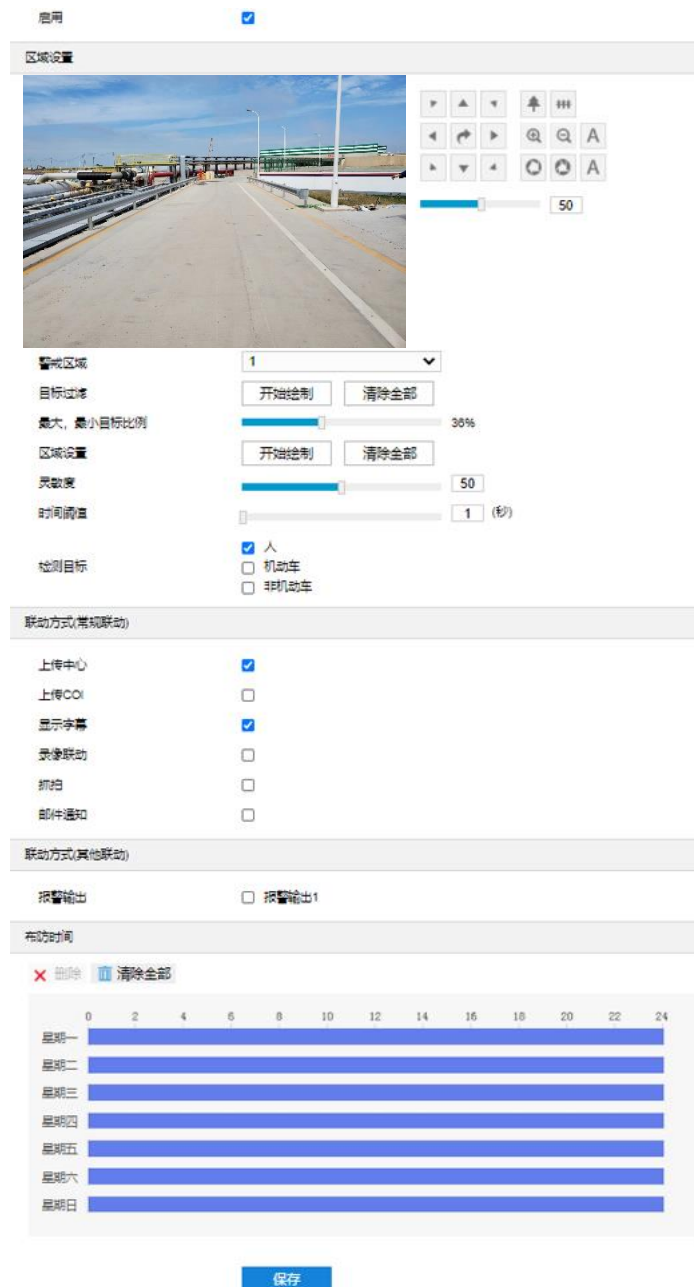 启用
区域设置
A
A
50
警戒区域 1
目标过滤 开始绘制 清除全部
最大，最小目标比例 36%
区域设置 开始绘制 清除全部
灵敏度 50
时间阈值 1 (秒)
人
检测目标 机动车
非机动车
联动方式(常规联动)
上传中心
上传COI
显示字幕
录像联动
抓拍
邮件通知
联动方式(其他联动)
报警输出 报警输出1
布防时间
删除 清除全部
0 2 4 6 8 10 12 14 16 18 20 22 24
星期一
星期二
星期三
星期四
星期五
星期六
星期日
保存